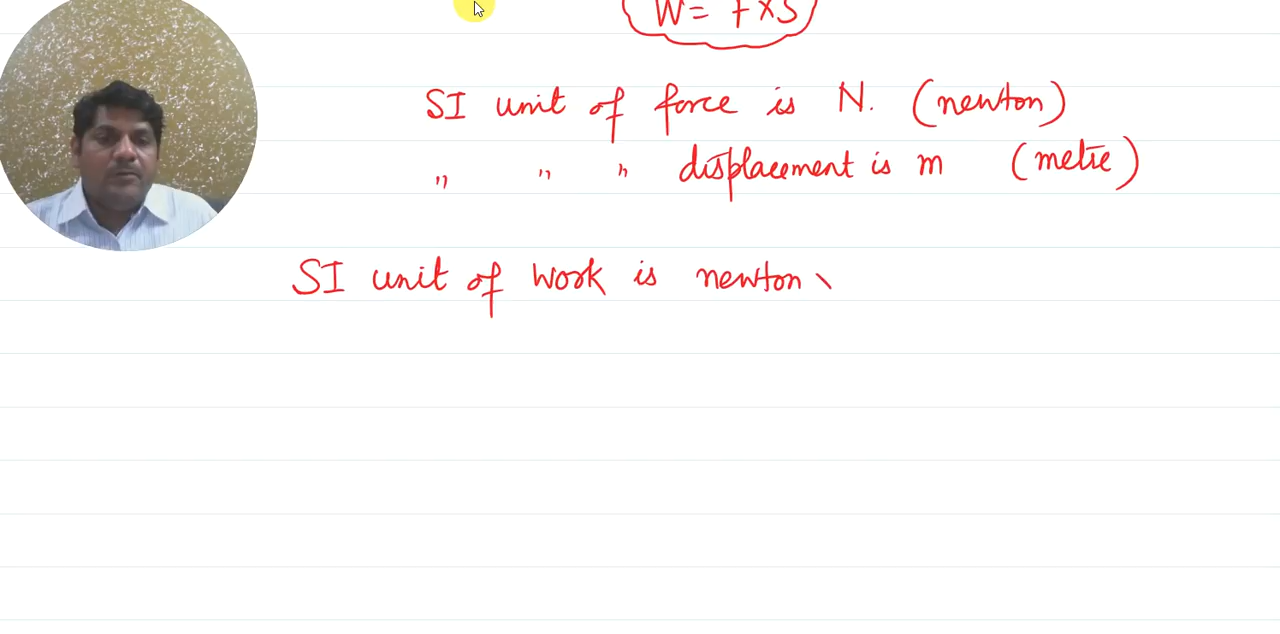 W = F×S
SI unit of force is N. (newton)
" " " displacement is m (metre)
SI unit of work is newton